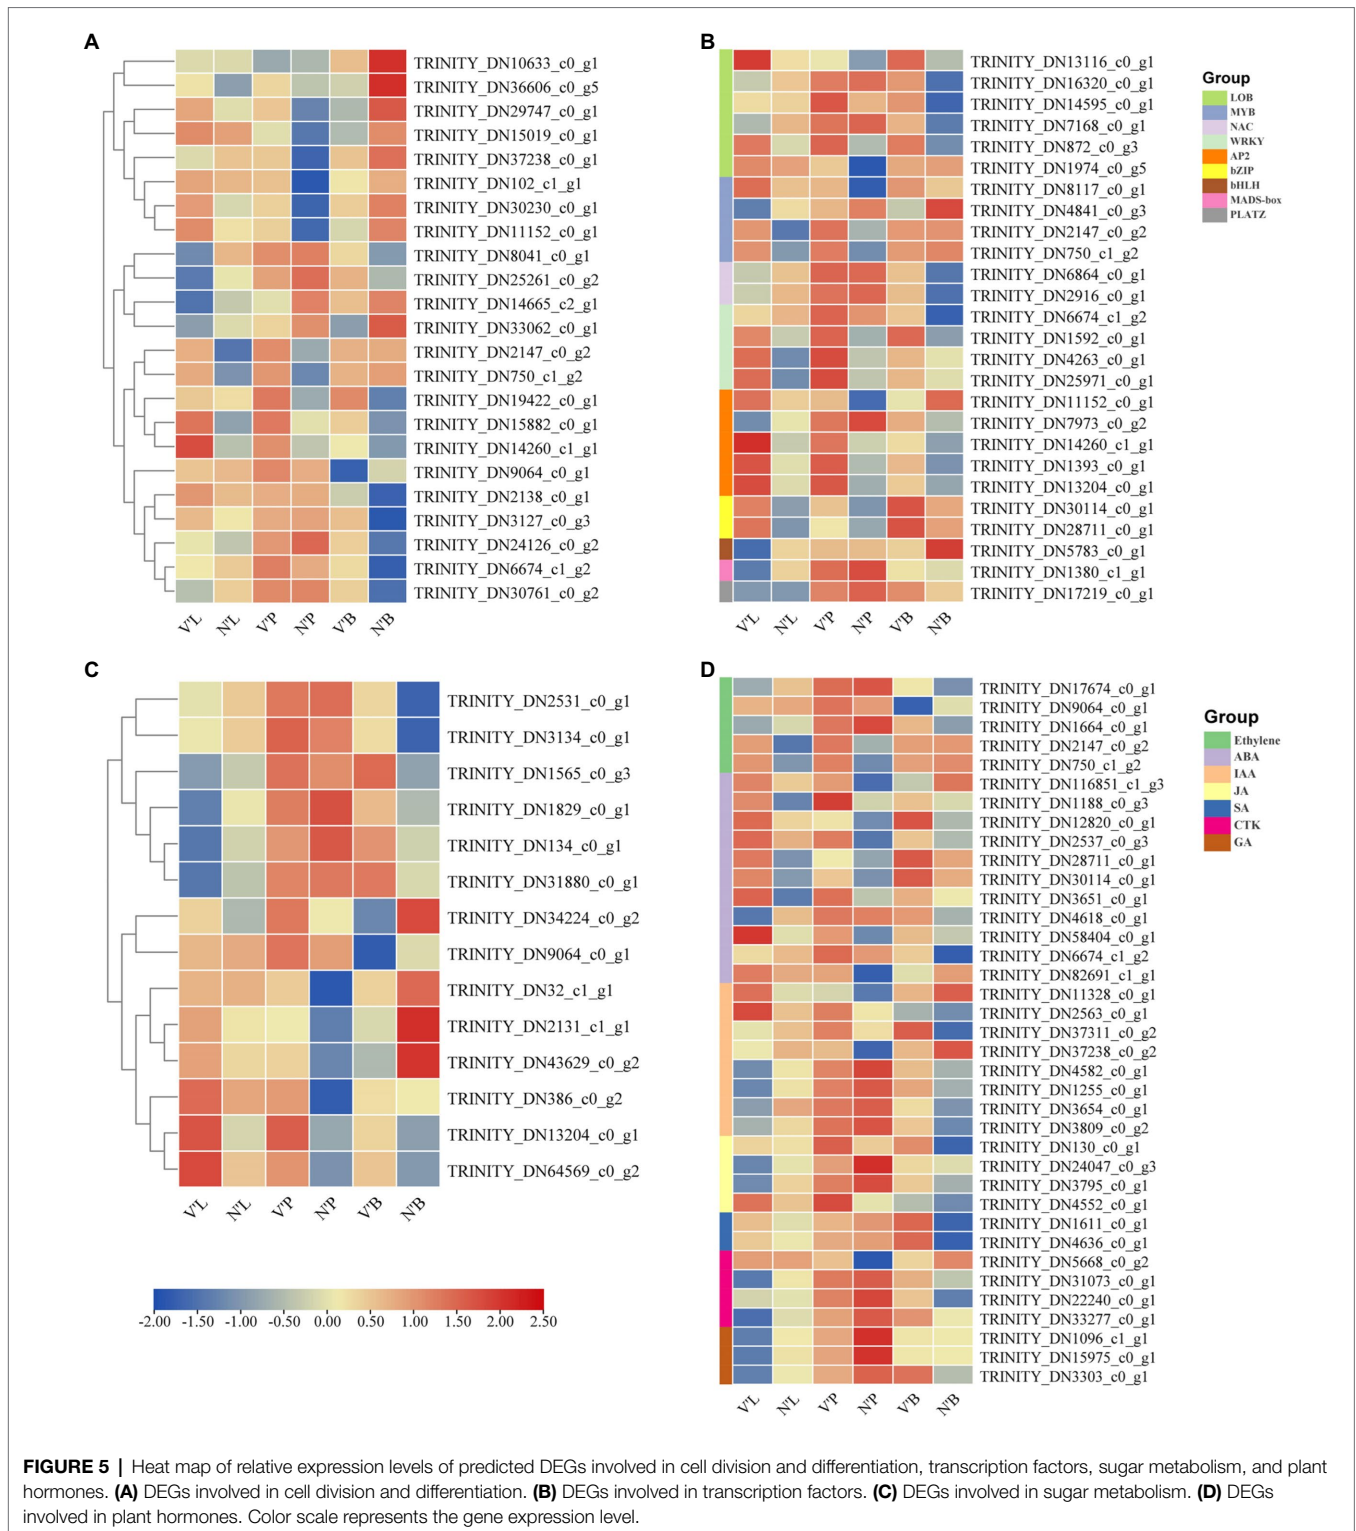 A
TRINITY_DN10633_c0_g1
TRINITY_DN36606_c0_g5
TRINITY_DN29747_c0_g1
TRINITY_DN15019_c0_g1
TRINITY_DN37238_c0_g1
TRINITY_DN102_c1_g1
TRINITY_DN30230_c0_g1
TRINITY_DN11152_c0_g1
TRINITY_DN8041_c0_g1
TRINITY_DN25261_c0_g2
TRINITY_DN14665_c2_g1
TRINITY_DN33062_c0_g1
TRINITY_DN2147_c0_g2
TRINITY_DN750_c1_g2
TRINITY_DN19422_c0_g1
TRINITY_DN15882_c0_g1
TRINITY_DN14260_c1_g1
TRINITY_DN9064_c0_g1
TRINITY_DN2138_c0_g1
TRINITY_DN3127_c0_g3
TRINITY_DN24126_c0_g2
TRINITY_DN6674_c1_g2
TRINITY_DN30761_c0_g2
V'L N'L V'P N'P V'B N'B
B
TRINITY_DN13116_c0_g1
TRINITY_DN16320_c0_g1
TRINITY_DN14595_c0_g1
TRINITY_DN7168_c0_g1
TRINITY_DN872_c0_g3
TRINITY_DN1974_c0_g5
TRINITY_DN8117_c0_g1
TRINITY_DN4841_c0_g3
TRINITY_DN2147_c0_g2
TRINITY_DN750_c1_g2
TRINITY_DN6864_c0_g1
TRINITY_DN2916_c0_g1
TRINITY_DN6674_c1_g2
TRINITY_DN1592_c0_g1
TRINITY_DN4263_c0_g1
TRINITY_DN25971_c0_g1
TRINITY_DN11152_c0_g1
TRINITY_DN7973_c0_g2
TRINITY_DN14260_c1_g1
TRINITY_DN1393_c0_g1
TRINITY_DN13204_c0_g1
TRINITY_DN30114_c0_g1
TRINITY_DN28711_c0_g1
TRINITY_DN5783_c0_g1
TRINITY_DN1380_c1_g1
TRINITY_DN17219_c0_g1
V'L N'L V'P N'P V'B N'B
Group
LOB
MYB
NAC
WRKY
AP2
bZIP
bHLH
MADS-box
PLATZ
C
TRINITY_DN2531_c0_g1
TRINITY_DN3134_c0_g1
TRINITY_DN1565_c0_g3
TRINITY_DN1829_c0_g1
TRINITY_DN134_c0_g1
TRINITY_DN31880_c0_g1
TRINITY_DN34224_c0_g2
TRINITY_DN9064_c0_g1
TRINITY_DN32_c1_g1
TRINITY_DN2131_c1_g1
TRINITY_DN43629_c0_g2
TRINITY_DN386_c0_g2
TRINITY_DN13204_c0_g1
TRINITY_DN64569_c0_g2
V'L N'L V'P N'P V'B N'B
-2.00 -1.50 -1.00 -0.50 0.00 0.50 1.00 1.50 2.00 2.50
D
TRINITY_DN17674_c0_g1
TRINITY_DN9064_c0_g1
TRINITY_DN1664_c0_g1
TRINITY_DN2147_c0_g2
TRINITY_DN750_c1_g2
TRINITY_DN116851_c1_g3
TRINITY_DN1188_c0_g3
TRINITY_DN12820_c0_g1
TRINITY_DN2537_c0_g3
TRINITY_DN28711_c0_g1
TRINITY_DN30114_c0_g1
TRINITY_DN3651_c0_g1
TRINITY_DN4618_c0_g1
TRINITY_DN58404_c0_g1
TRINITY_DN6674_c1_g2
TRINITY_DN82691_c1_g1
TRINITY_DN11328_c0_g1
TRINITY_DN2563_c0_g1
TRINITY_DN37311_c0_g2
TRINITY_DN37238_c0_g2
TRINITY_DN4582_c0_g1
TRINITY_DN1255_c0_g1
TRINITY_DN3654_c0_g1
TRINITY_DN3809_c0_g2
TRINITY_DN130_c0_g1
TRINITY_DN24047_c0_g3
TRINITY_DN3795_c0_g1
TRINITY_DN4552_c0_g1
TRINITY_DN1611_c0_g1
TRINITY_DN4636_c0_g1
TRINITY_DN5668_c0_g2
TRINITY_DN31073_c0_g1
TRINITY_DN22240_c0_g1
TRINITY_DN33277_c0_g1
TRINITY_DN1096_c1_g1
TRINITY_DN15975_c0_g1
TRINITY_DN3303_c0_g1
V'L N'L V'P N'P V'B N'B
Group
Ethylene
ABA
IAA
JA
SA
CTK
GA
FIGURE 5 | Heat map of relative expression levels of predicted DEGs involved in cell division and differentiation, transcription factors, sugar metabolism, and plant
hormones. (A) DEGs involved in cell division and differentiation. (B) DEGs involved in transcription factors. (C) DEGs involved in sugar metabolism. (D) DEGs
involved in plant hormones. Color scale represents the gene expression level.